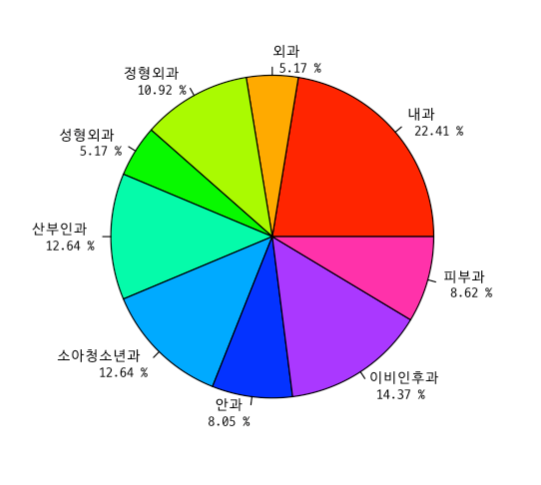 외과
5.17 %
정형외과
10.92 %
내과
22.41 %
성형외과
5.17 %
산부인과
12.64 %
피부과
8.62 %
소아청소년과
12.64 %
이비인후과
14.37 %
안과
8.05 %